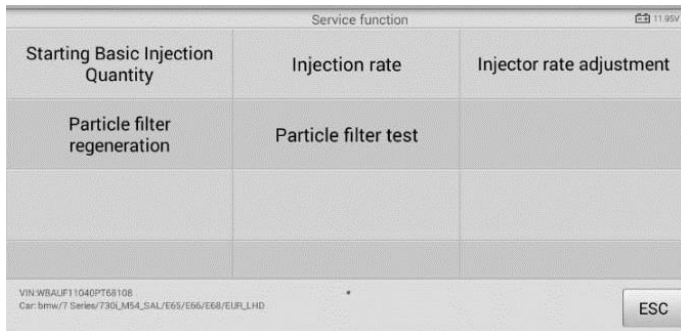 Service function
11.95V
Starting Basic Injection
Quantity
Injection rate
Injector rate adjustment
Particle filter
regeneration
Particle filter test
VIN:WBAUF11040PT68108
Car: bmw/7 Series/730i_M54_SAL/E65/E66/E68/EUR_LHD
ESC